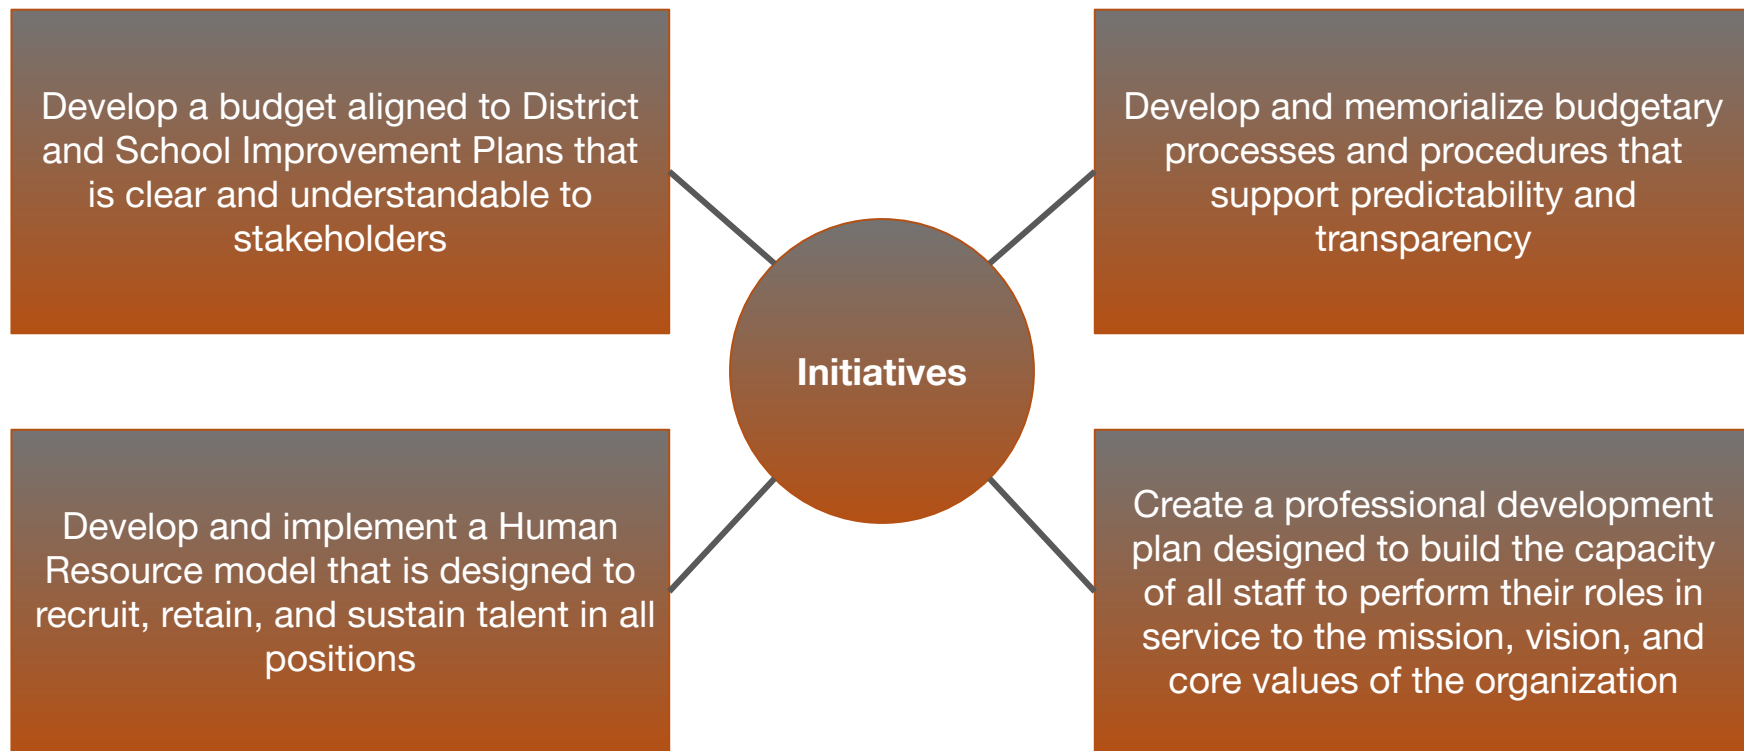 Develop a budget aligned to District
and School Improvement Plans that
is clear and understandable to
stakeholders
Develop and memorialize budgetary
processes and procedures that
support predictability and
transparency
Initiatives
Develop and implement a Human
Resource model that is designed to
recruit, retain, and sustain talent in all
positions
Create a professional development
plan designed to build the capacity
of all staff to perform their roles in
service to the mission, vision, and
core values of the organization